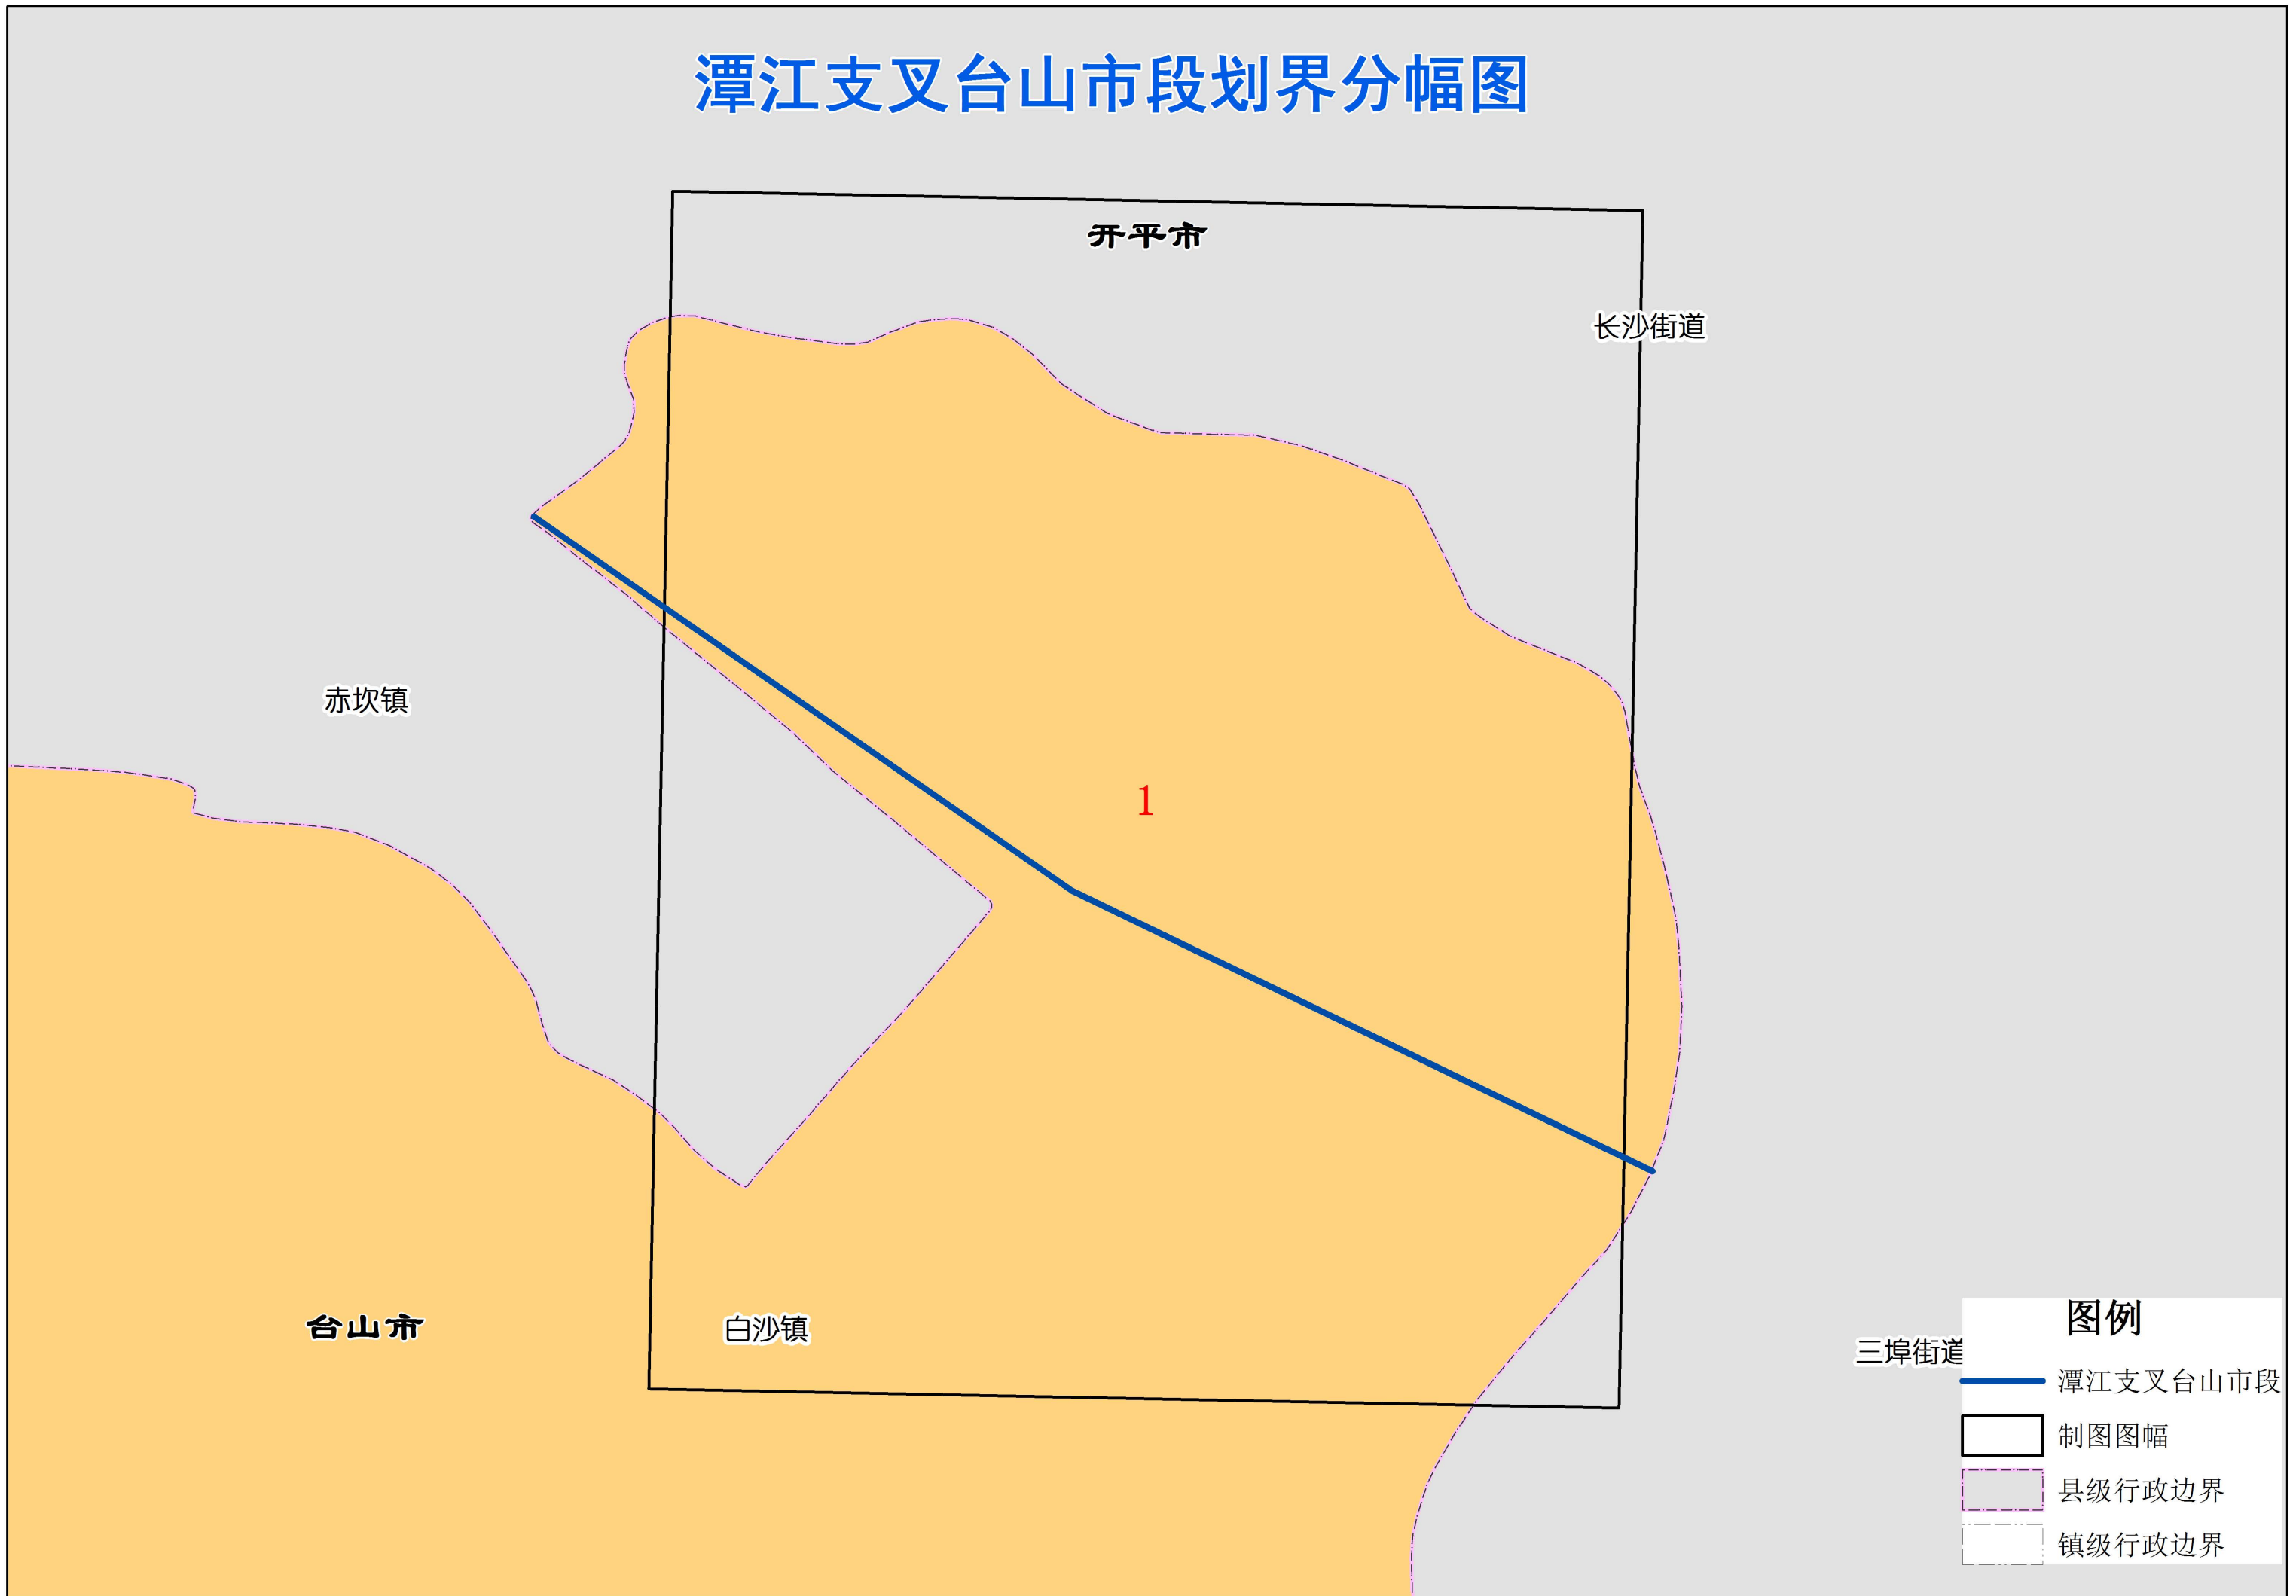 潭江支叉台山市段划界分幅图
开平市
长沙街道
赤坎镇
1
台山市
白沙镇
三埠街道
图例
潭江支叉台山市段
制图图幅
县级行政边界
镇级行政边界